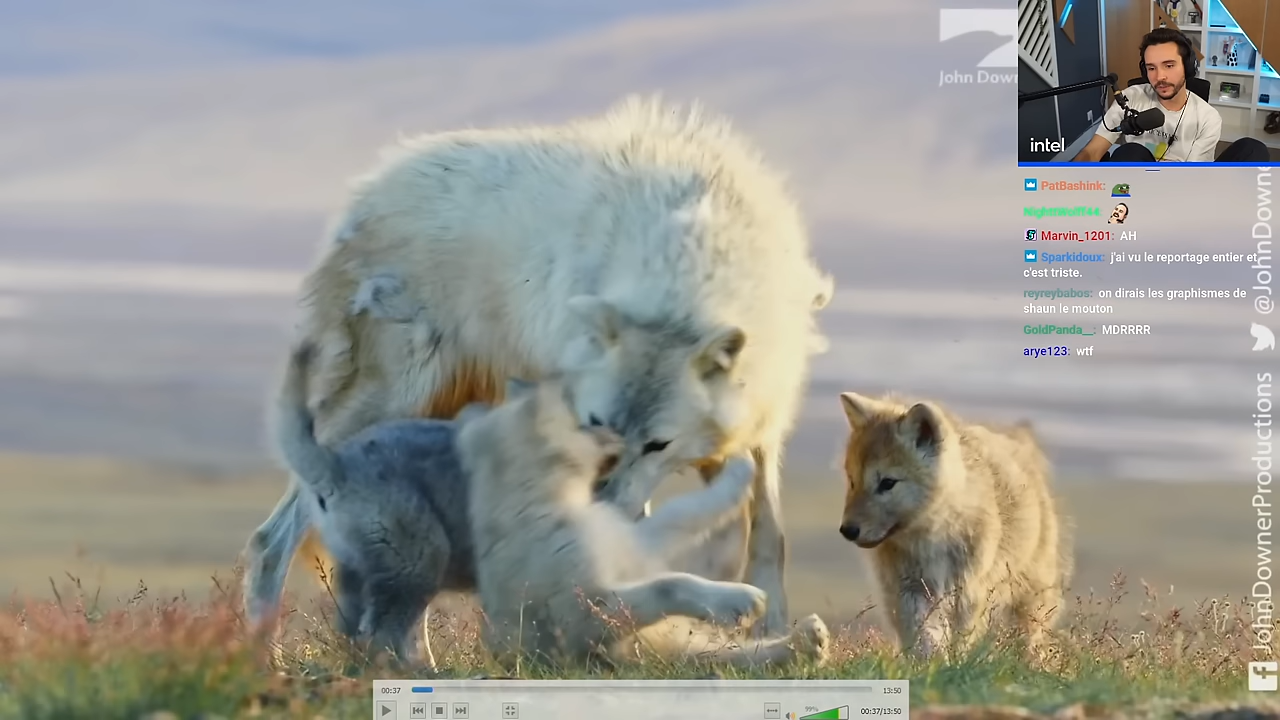 John Down
intel
PatBashink:
NightWolff44:
Marvin_1201: AH
Sparkidoux: j'ai vu le reportage entier et
c'est triste.
reyreybabos: on dirais les graphismes de
shaun le mouton
GoldPanda__: MDRRRR
arye123: wtf
@JohnDowne
JohnDownerProductions
00:37
13:50
99%
00:37/13:50